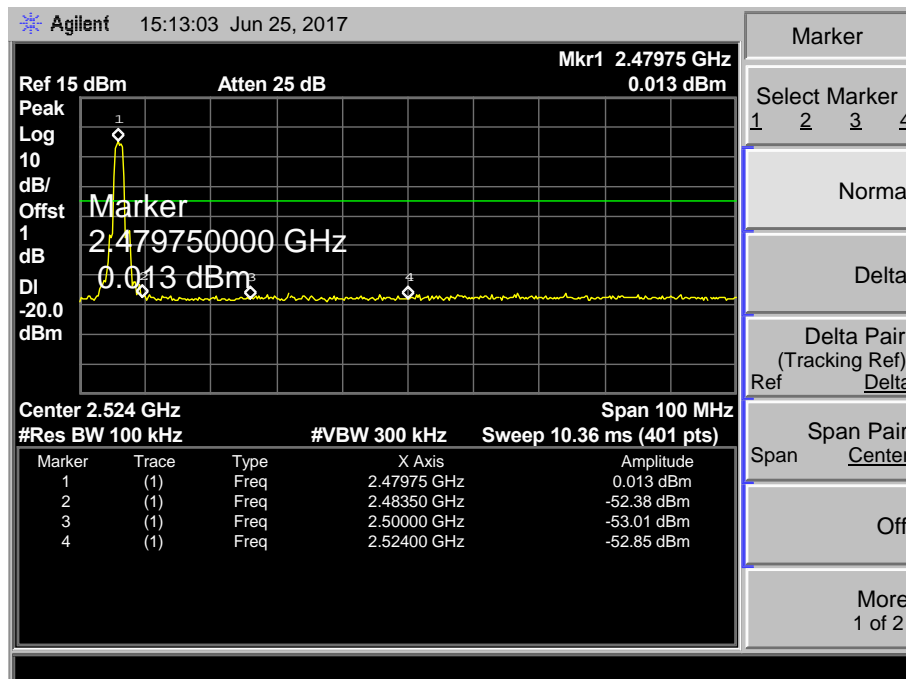 Agilent 15:13:03 Jun 25, 2017
Mkr1 2.47975 GHz
Ref 15 dBm Atten 25 dB 0.013 dBm
Peak
Log
10
dB/
Offst
1
dB
DI
-20.0
dBm
1
Marker
2.479750000 GHz
0.013 dBm
2
3
4
Center 2.524 GHz Span 100 MHz
#Res BW 100 kHz #VBW 300 kHz Sweep 10.36 ms (401 pts)
Marker Trace Type X Axis Amplitude
1 (1) Freq 2.47975 GHz 0.013 dBm
2 (1) Freq 2.48350 GHz -52.38 dBm
3 (1) Freq 2.50000 GHz -53.01 dBm
4 (1) Freq 2.52400 GHz -52.85 dBm
Marker
Select Marker
1 2 3 4
Norma
Delta
Delta Pair
(Tracking Ref)
Ref Delta
Span Pair
Span Center
Off
More
1 of 2